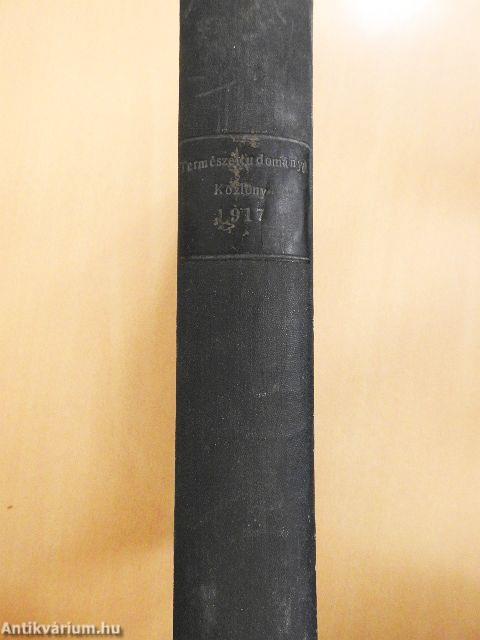 Természettudományi
Közlöny
1917
Antikvárium.hu